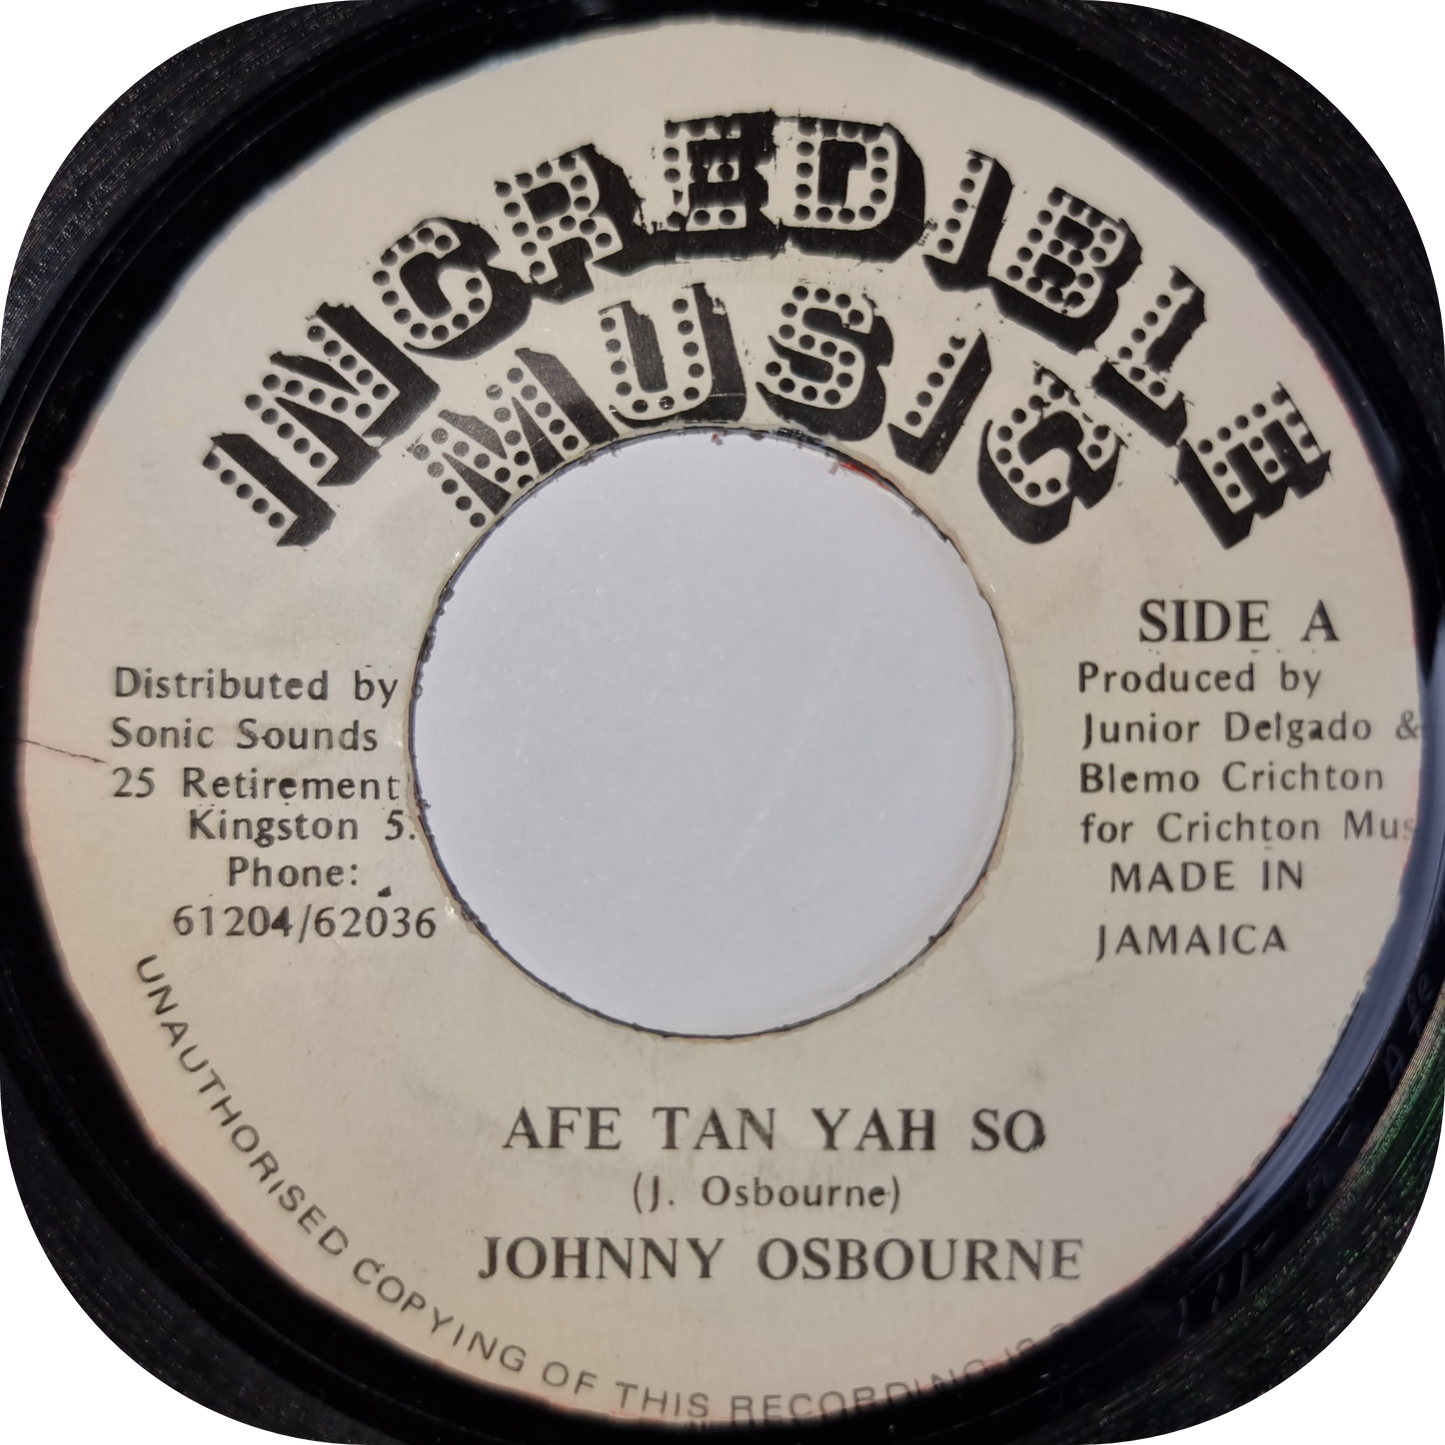 INCREDIBLE
MUSIC
SIDE A
Distributed by
Sonic Sounds
25 Retirement
Kingston 5.
Phone:
61204/62036
Produced by
Junior Delgado &
Blemo Crichton
for Crichton Mus
MADE IN
JAMAICA
AFE TAN YAH SO
(J. Osbourne)
JOHNNY OSBOURNE
UNAUTHORISED COPYING OF THIS RECORDING IS